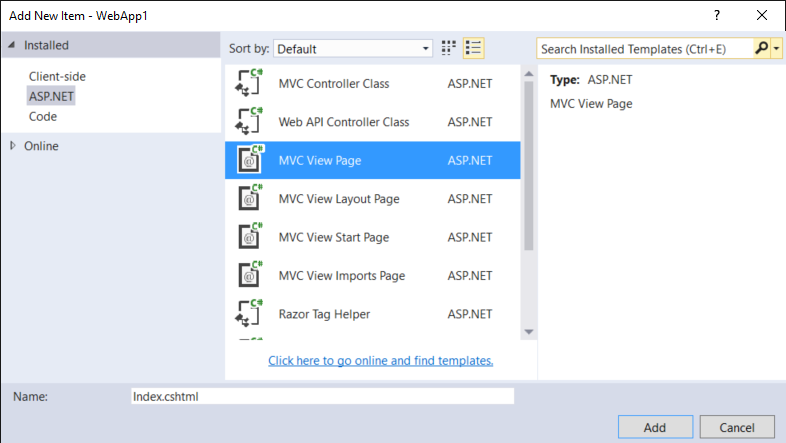 Add New Item - WebApp1
?
Installed
Client-side
ASP.NET
Code
Online
Sort by: Default
Search Installed Templates (Ctrl+E)
C# MVC Controller Class ASP.NET
C# Web API Controller Class ASP.NET
C# @ MVC View Page ASP.NET
C# @ MVC View Layout Page ASP.NET
C# @ MVC View Start Page ASP.NET
C# @ MVC View Imports Page ASP.NET
C# Razor Tag Helper ASP.NET
Click here to go online and find templates.
Type: ASP.NET
MVC View Page
Name: Index.cshtml
Add Cancel